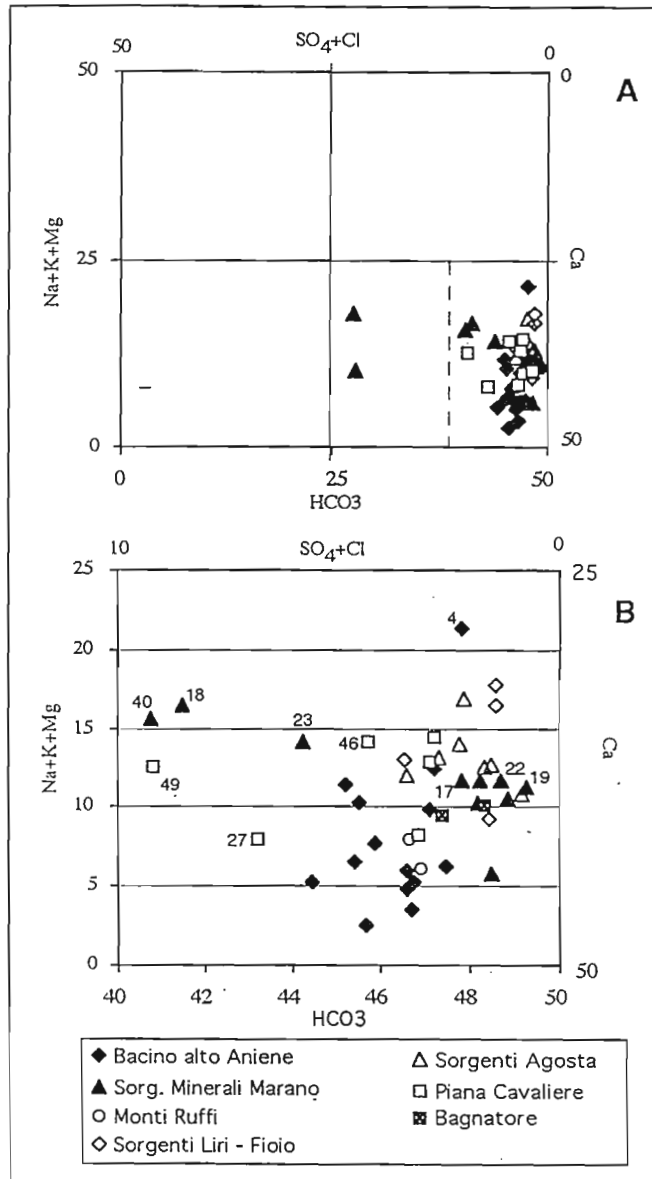 SO4+Cl
50 0
50 0
A
Na+K+Mg
25
Ca
0 50
0 25 50
HCO3
10 SO4+Cl 0
25 25
B
4
20
40 18
15 23 46
Na+K+Mg
Ca
49 17 22 19
10
27
5
0 50
40 42 44 46 48 50
HCO3
Bacino alto Aniene
Sorgenti Agosta
Sorg. Minerali Marano
Piana Cavaliere
Monti Ruffi
Bagnatore
Sorgenti Liri - Fioio